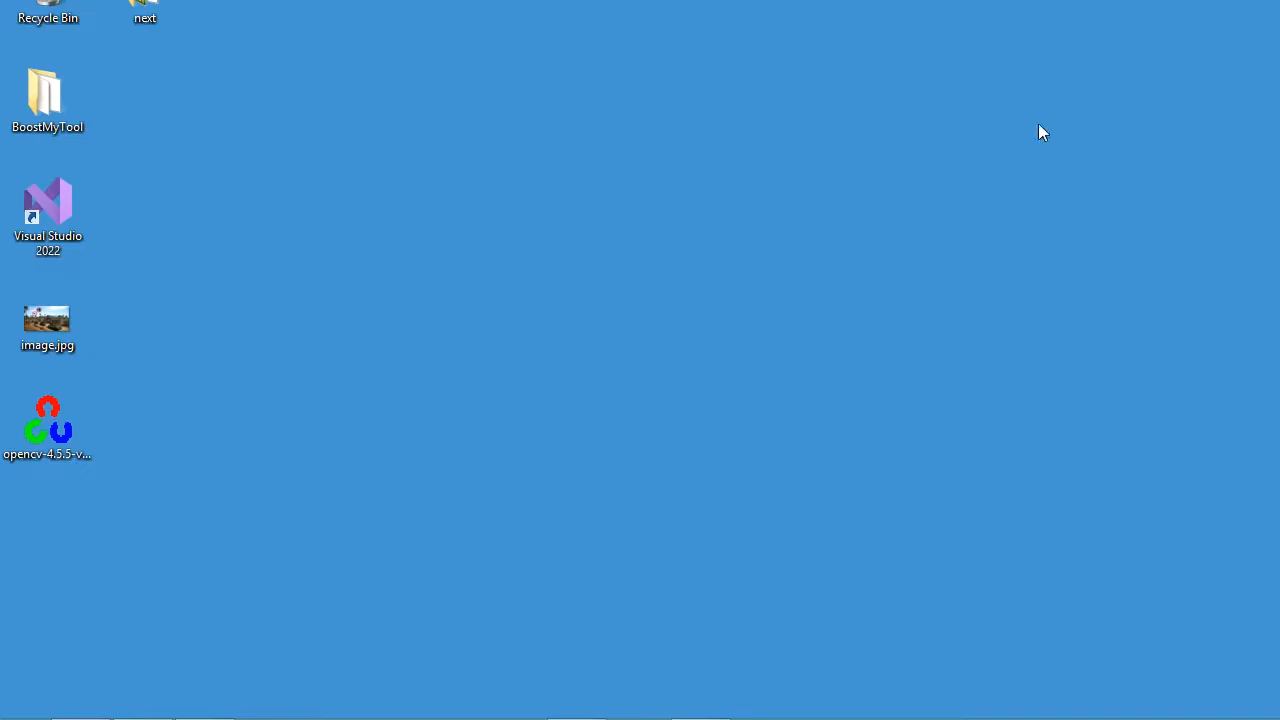 Recycle Bin
next
BoostMyTool
Visual Studio
2022
image.jpg
opencv-4.5.5-v...